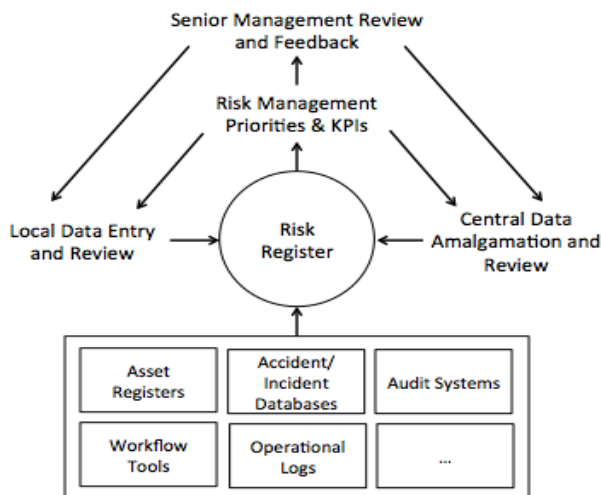 Senior Management Review
and Feedback
Risk Management
Priorities & KPIs
Local Data Entry
and Review
Risk
Register
Central Data
Amalgamation and
Review
Asset
Registers
Accident/
Incident
Databases
Audit Systems
Workflow
Tools
Operational
Logs
...